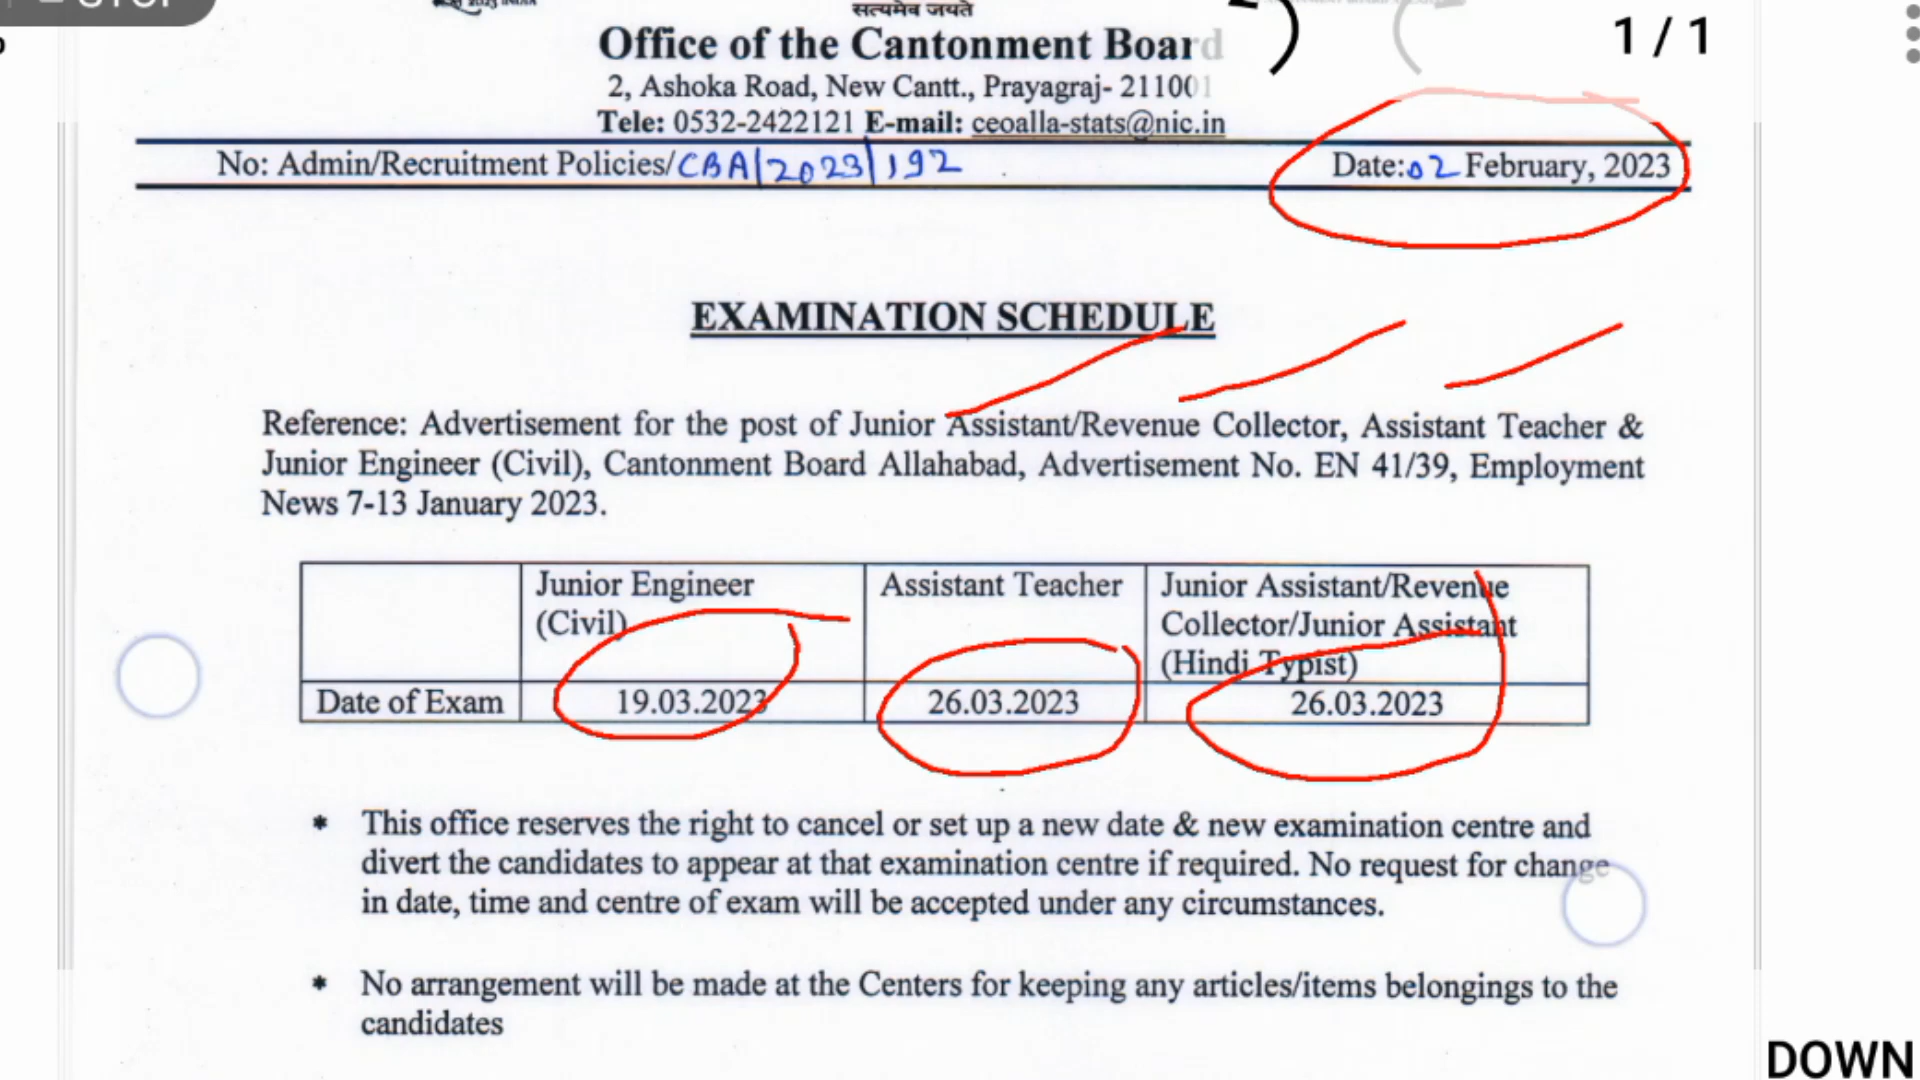 STOP
सत्यमेव जयते
Office of the Cantonment Board
1 / 1
2, Ashoka Road, New Cantt., Prayagraj- 211001
Tele: 0532-2422121 E-mail: ceoalla-stats@nic.in
No: Admin/Recruitment Policies/CBA/2023/192 Date:02 February, 2023
EXAMINATION SCHEDULE
Reference: Advertisement for the post of Junior Assistant/Revenue Collector, Assistant Teacher &
Junior Engineer (Civil), Cantonment Board Allahabad, Advertisement No. EN 41/39, Employment
News 7-13 January 2023.
Junior Engineer
(Civil)
Assistant Teacher
Junior Assistant/Revenue
Collector/Junior Assistant
(Hindi Typist)
Date of Exam 19.03.2023 26.03.2023 26.03.2023
* This office reserves the right to cancel or set up a new date & new examination centre and
divert the candidates to appear at that examination centre if required. No request for change
in date, time and centre of exam will be accepted under any circumstances.
* No arrangement will be made at the Centers for keeping any articles/items belongings to the
candidates
DOWN